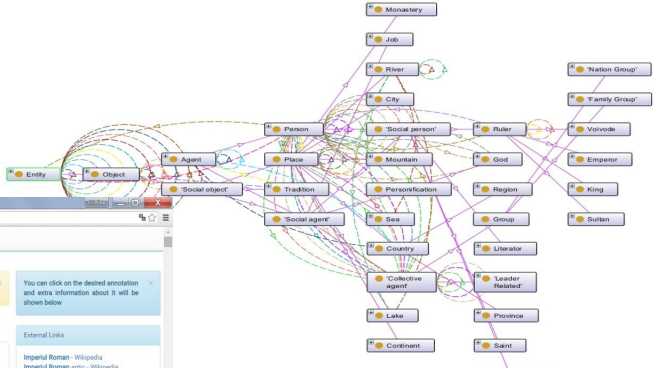 Monastery
Job
River
'Nation Group'
City
'Family Group'
Person
'Social person'
Ruler
Voivode
Agent
Place
Mountain
God
Emperor
Entity
Object
'Social object'
Tradition
Personification
Region
King
'Social agent'
Sea
Group
Sultan
Country
Literator
'Collective
agent'
'Leader
Related'
Lake
Province
Continent
Saint
You can click on the desired annotation
and extra information about it will be
shown below
External Links
Imperiul Roman - Wikipedia